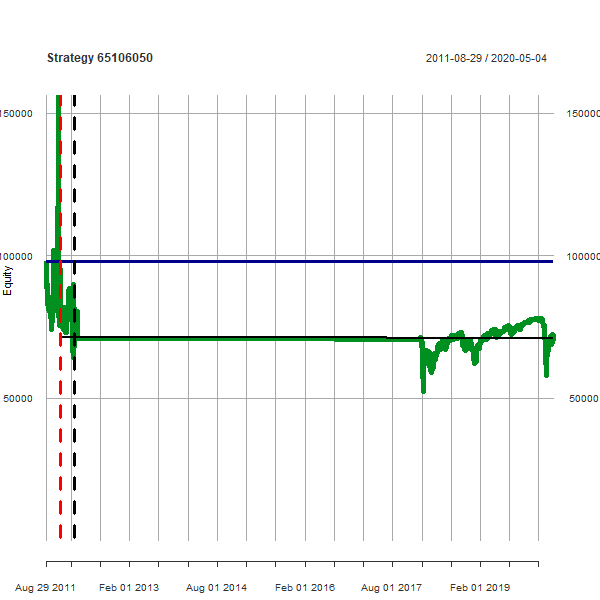 Strategy 65106050
2011-08-29 / 2020-05-04
150000
150000
100000
100000
Equity
50000
50000
Aug 29 2011
Feb 01 2013
Aug 01 2014
Feb 01 2016
Aug 01 2017
Feb 01 2019